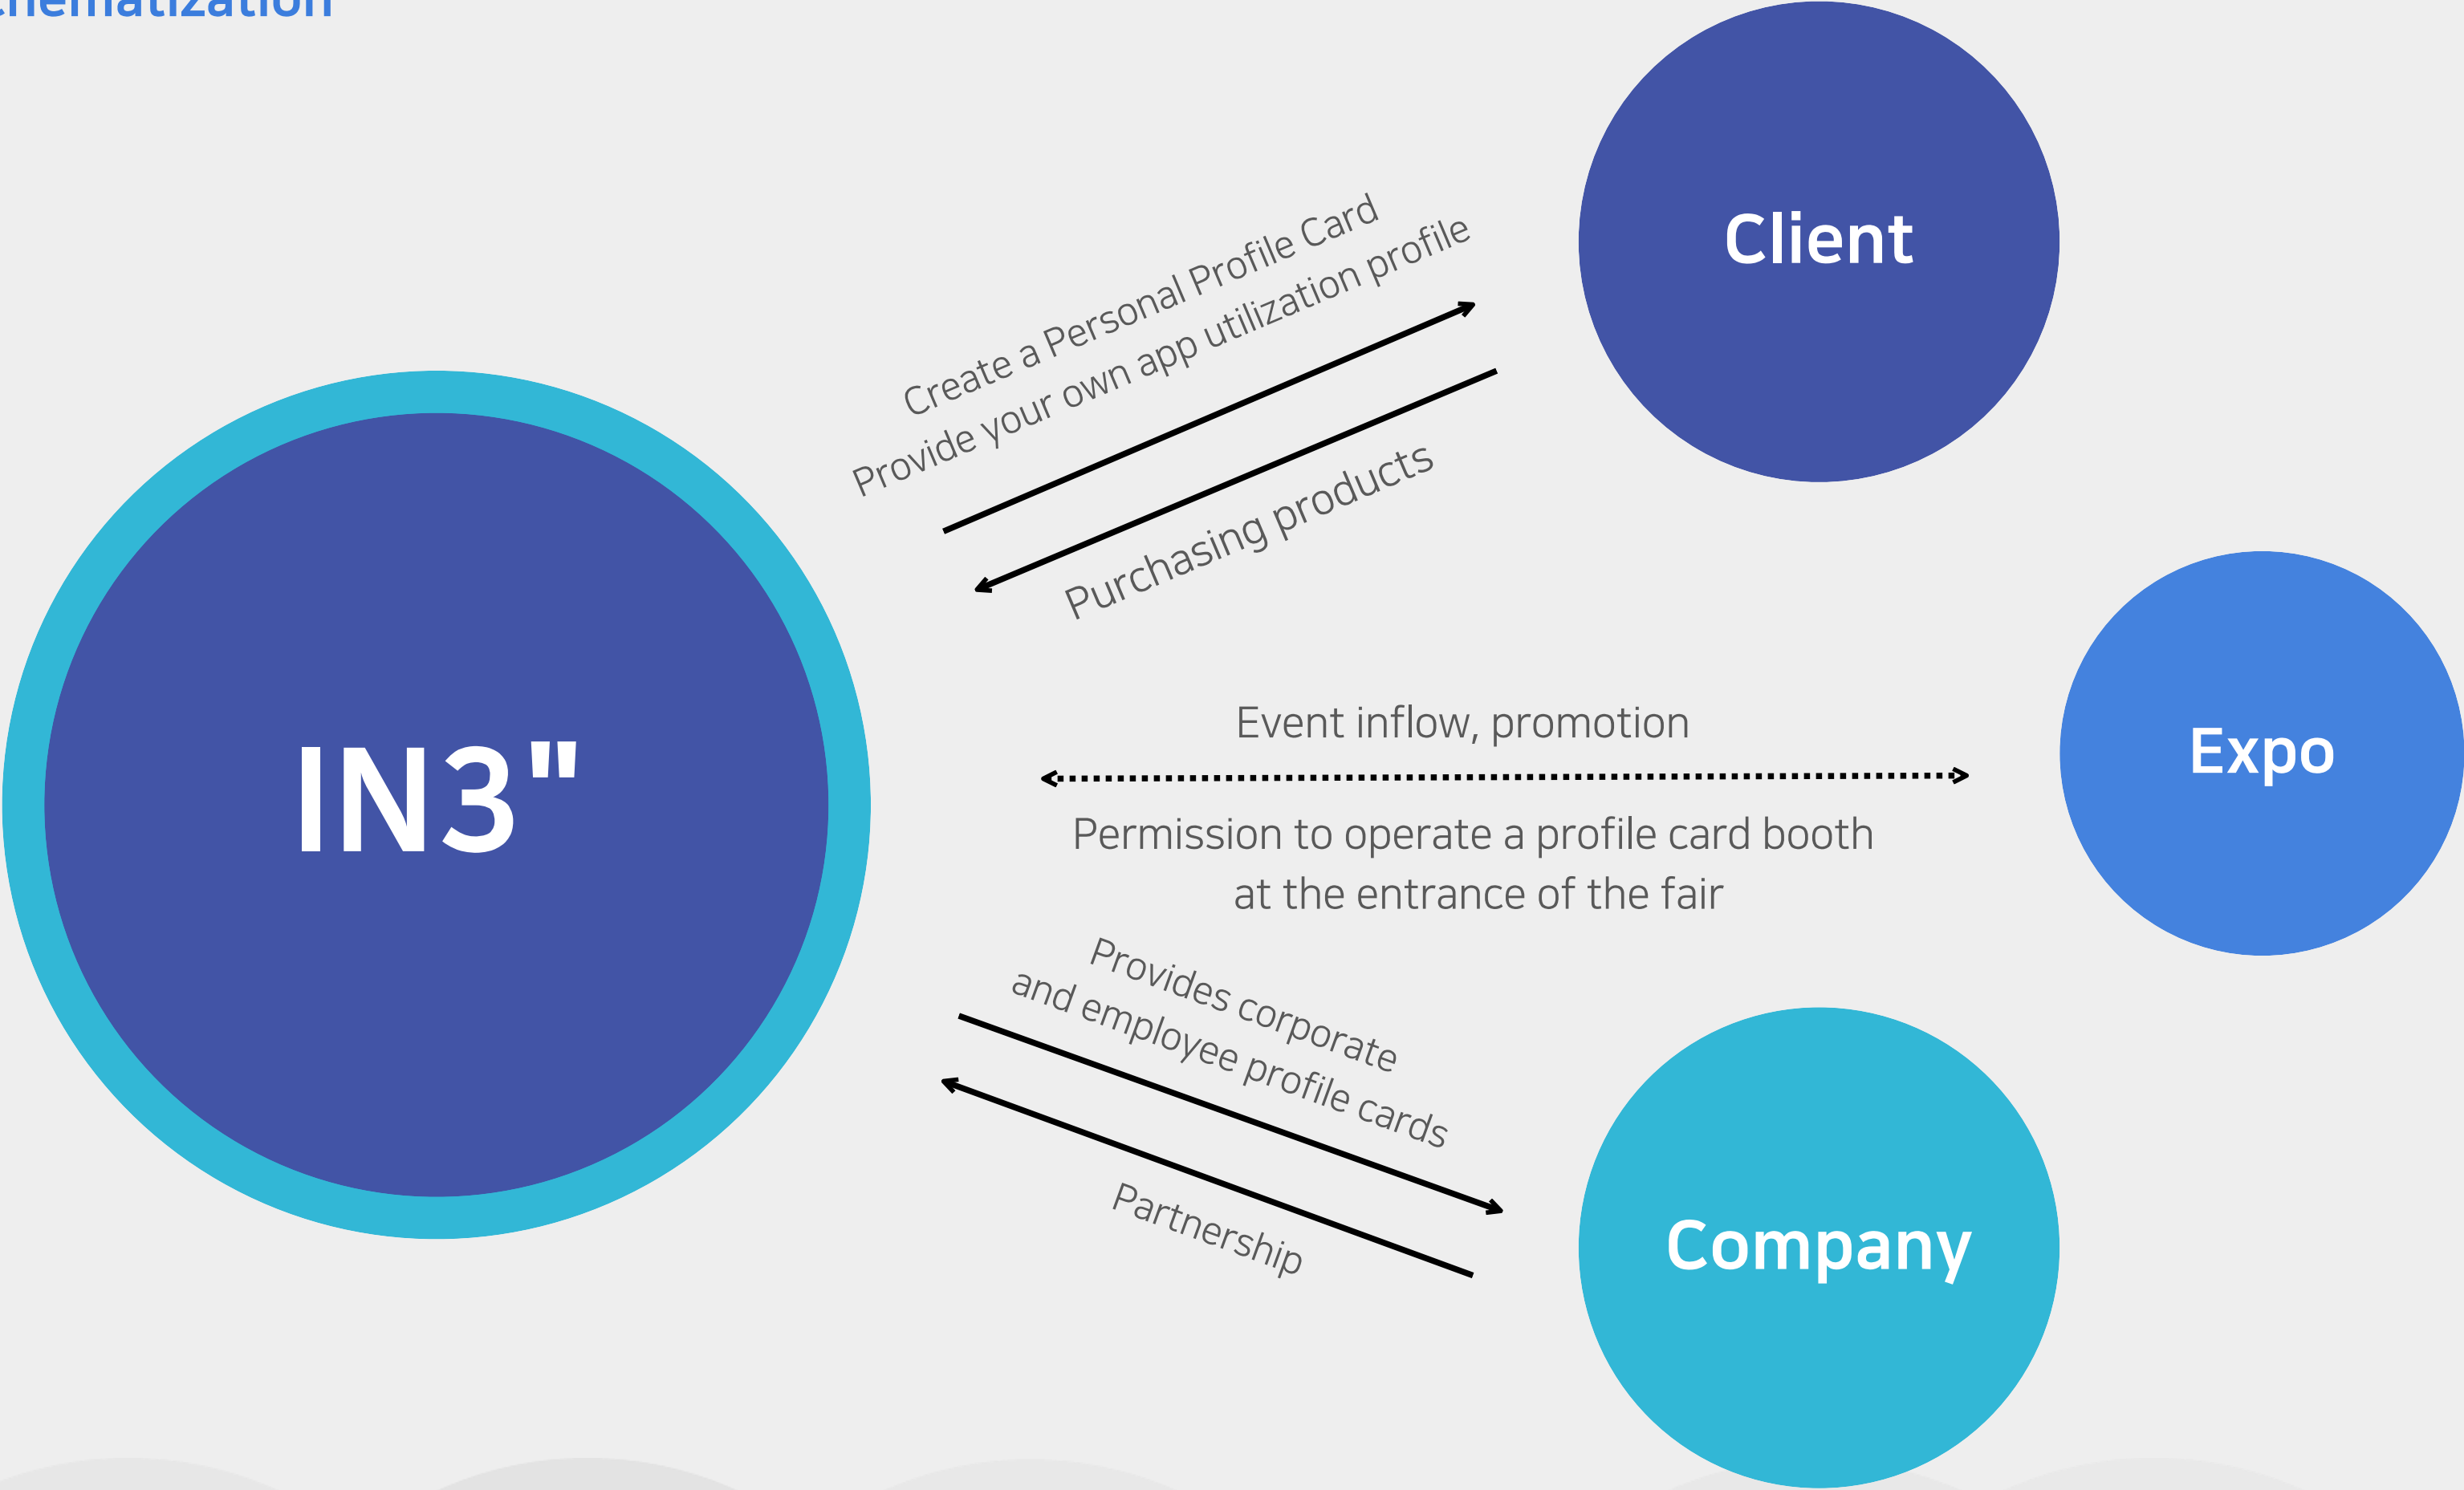 Client
Create a Personal Profile Card
Provide your own app utilization profile
Purchasing products
IN3"
Event inflow, promotion
Expo
Permission to operate a profile card booth
at the entrance of the fair
Provides corporate
and employee profile cards
Partnership
Company